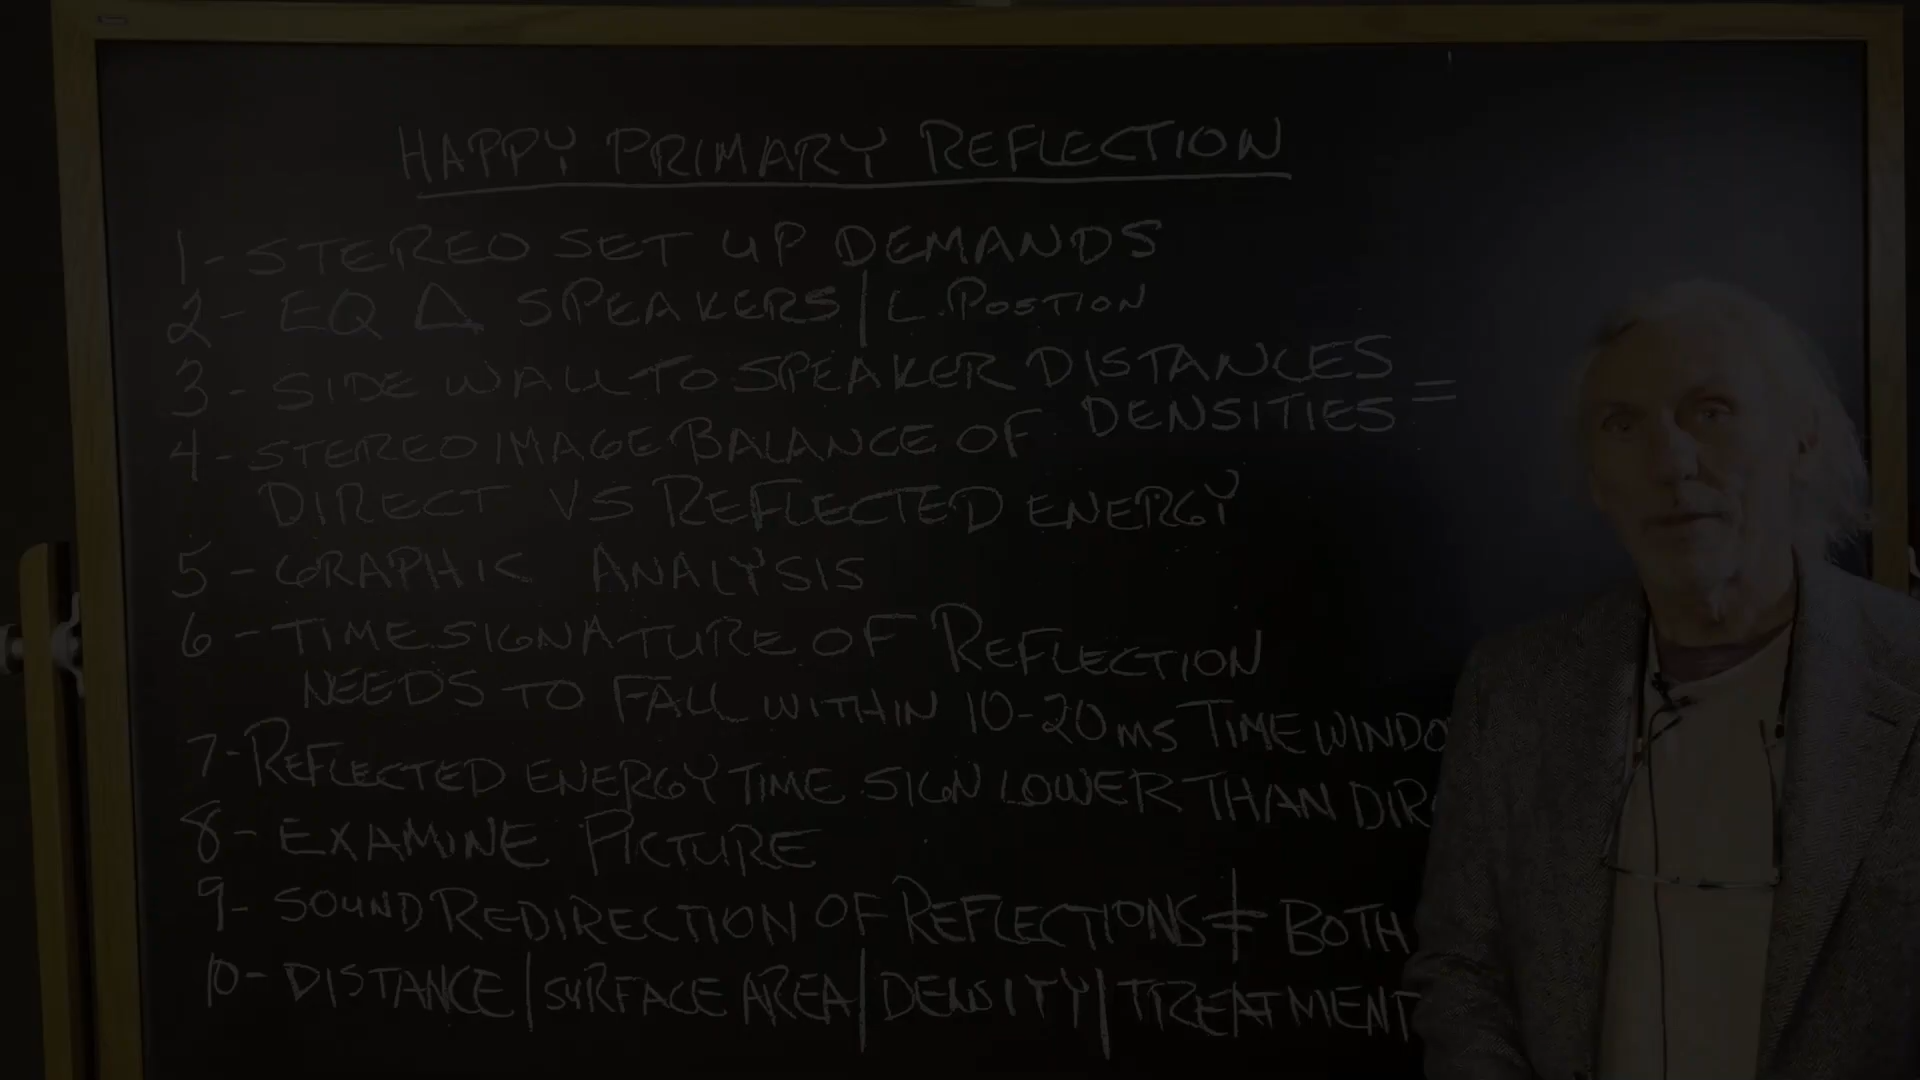 HAPPY PRIMARY REFLECTION
1-STEREO SET UP DEMANDS
2- EQ Δ SPEAKERS/L.POSTION
3-SIDE WALL TO SPEAKER DISTANCES
DENSITIES =
4-STEREO IMAGE BALANCE OF
DIRECT VS REFLECTED ENERGY
5-GRAPHIC ANALYSIS
6-TIME SIGNATURE OF REFLECTION
NEEDS TO FALL WITHIN 10-20ms TIME WINDO
7-REFLECTED ENERGY TIME SIGN LOWER THAN DIRC
8- EXAMINE PICTURE
9- SOUND REDIRECTION OF REFLECTIONS ≠ BOTH
10-DISTANCE/SURFACE AREA/DENSITY/TREATMENT